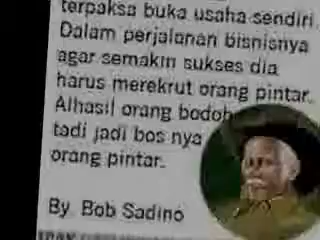 terpaksa buka usaha sendiri.
Dalam perjalanan bisnisnya
agar semakin sukses dia
harus merekrut orang pintar.
Alhasil orang bodoh
tadi jadi bos nya
orang pintar.
By. Bob Sadino